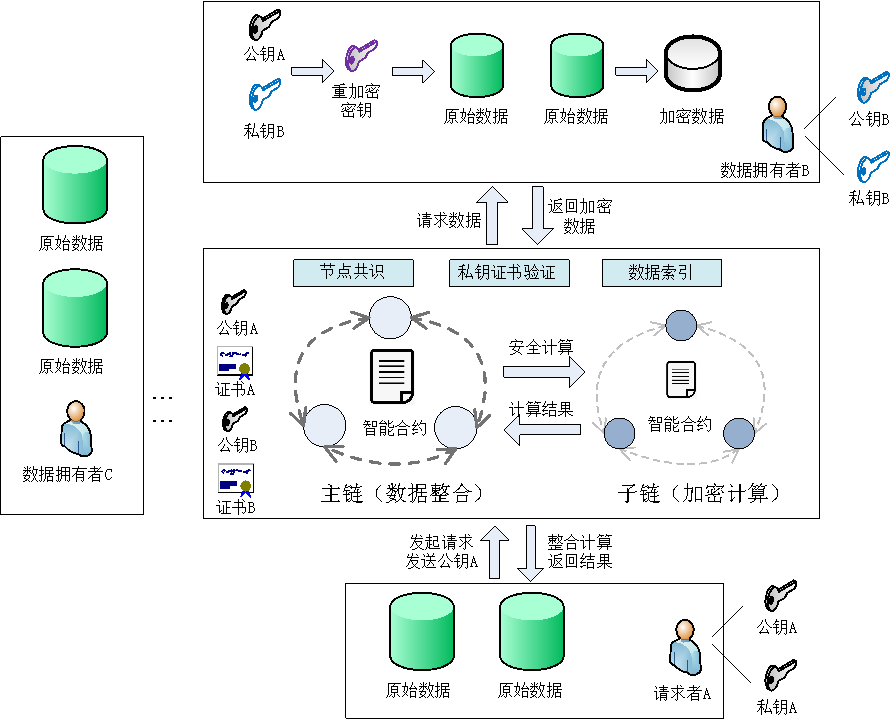 公钥A
私钥B
重加密
密钥
原始数据
原始数据
加密数据
数据拥有者B
公钥B
私钥B
原始数据
原始数据
数据拥有者C
...
...
请求数据
返回加密
数据
节点共识
私钥证书验证
数据索引
公钥A
证书A
公钥B
证书B
智能合约
主链（数据整合）
安全计算
计算结果
智能合约
子链（加密计算）
发起请求
发送公钥A
整合计算
返回结果
原始数据
原始数据
请求者A
公钥A
私钥A